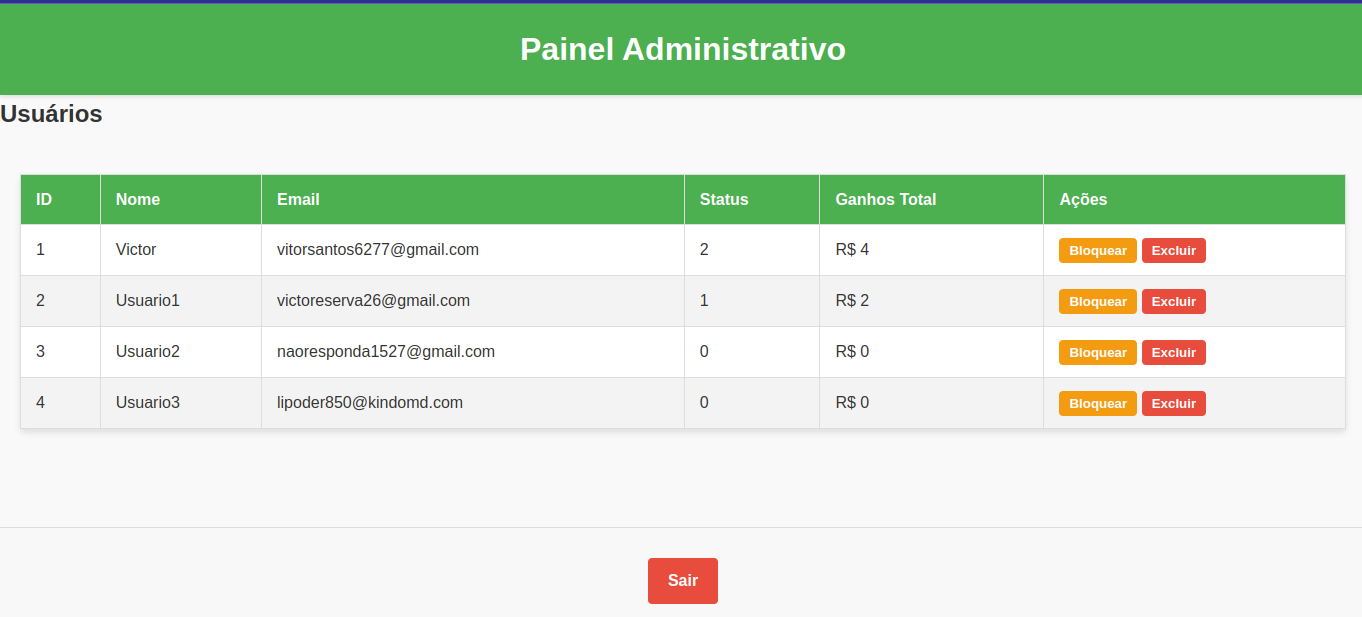 Painel Administrativo
Usuários
ID Nome Email Status Ganhos Total Ações
1 Victor vitorsantos6277@gmail.com 2 R$ 4 Bloquear Excluir
2 Usuario1 victoreserva26@gmail.com 1 R$ 2 Bloquear Excluir
3 Usuario2 naoresponda1527@gmail.com 0 R$ 0 Bloquear Excluir
4 Usuario3 lipoder850@kindomd.com 0 R$ 0 Bloquear Excluir
Sair